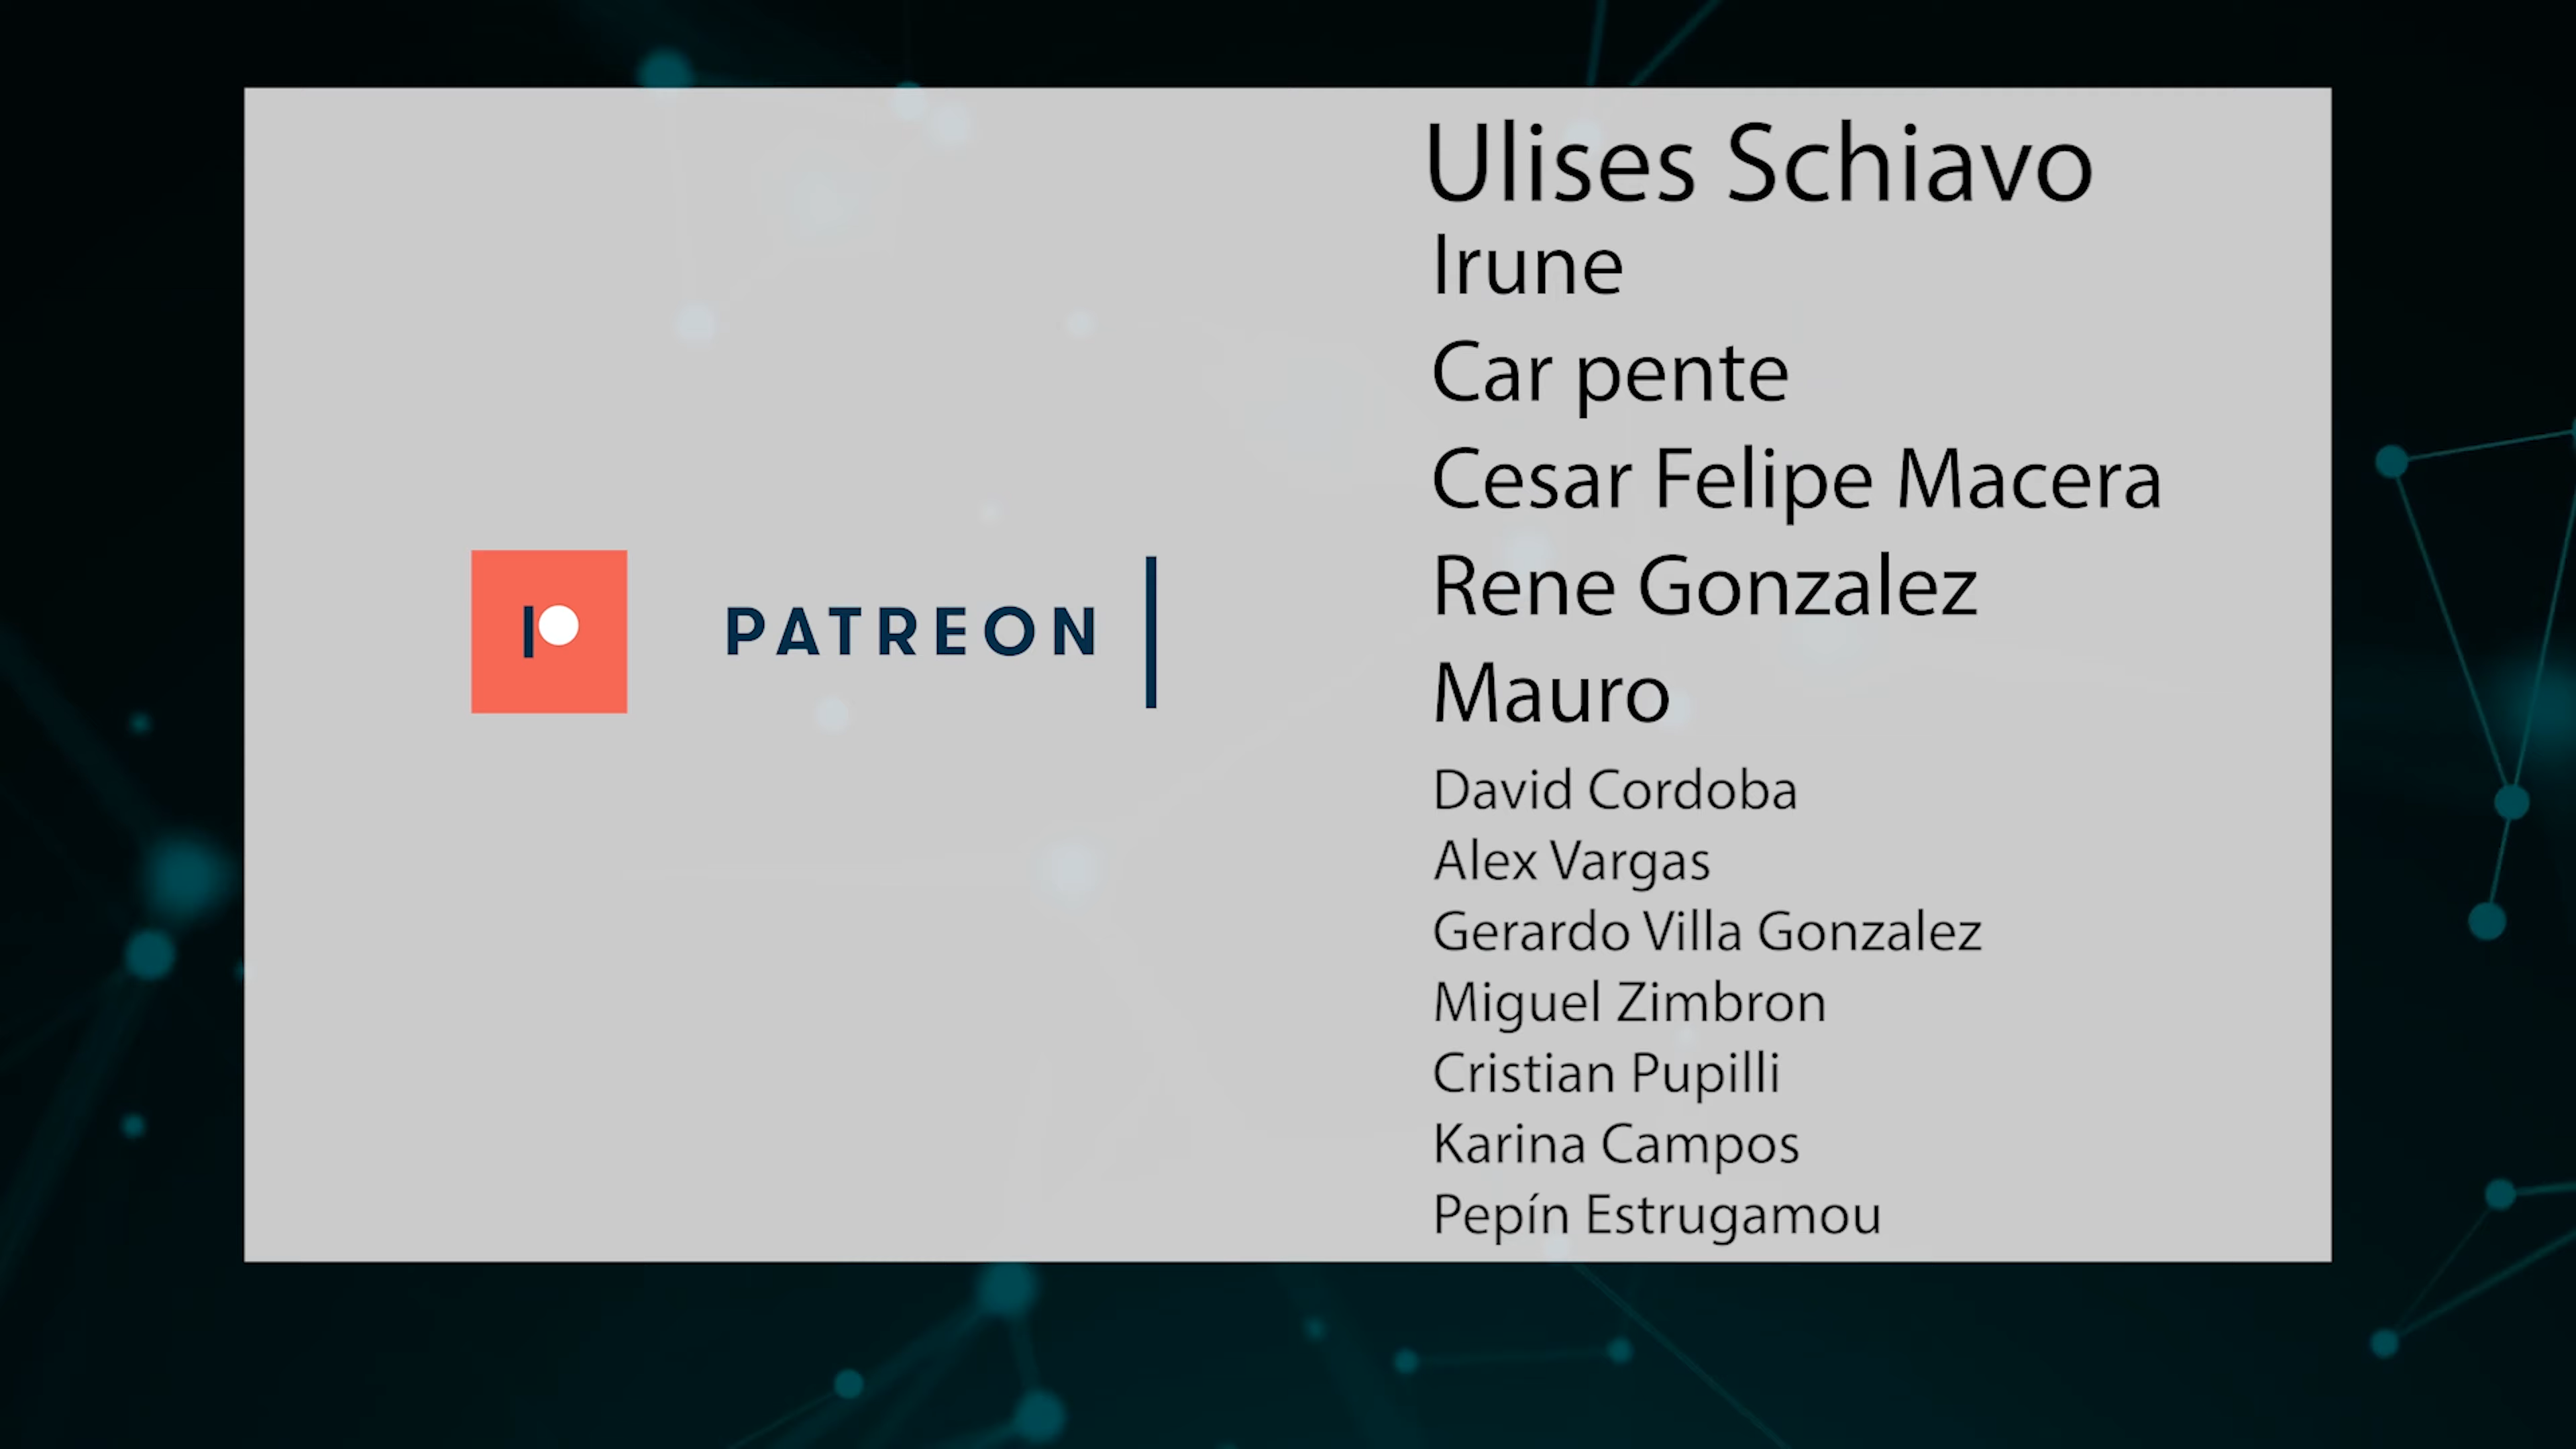 PATREON
Ulises Schiavo
Irune
Car pente
Cesar Felipe Macera
Rene Gonzalez
Mauro
David Cordoba
Alex Vargas
Gerardo Villa Gonzalez
Miguel Zimbron
Cristian Pupilli
Karina Campos
Pepín Estrugamou